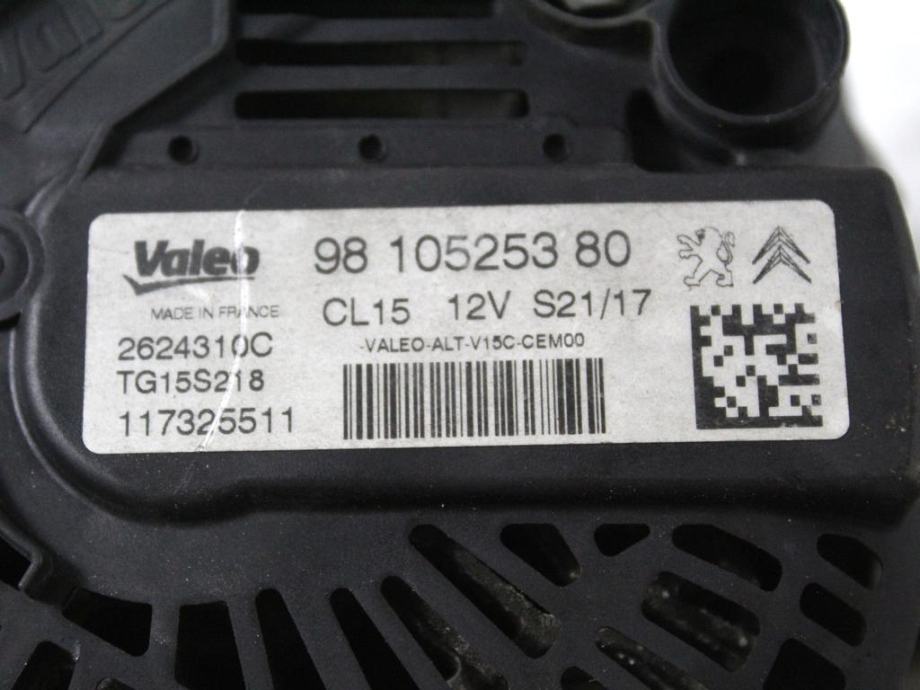 Valeo
98 105253 80
MADE IN FRANCE
CL15 12V S21/17
2624310C
-VALEO-ALT-V15C-CEM00
TG15S218
117325511